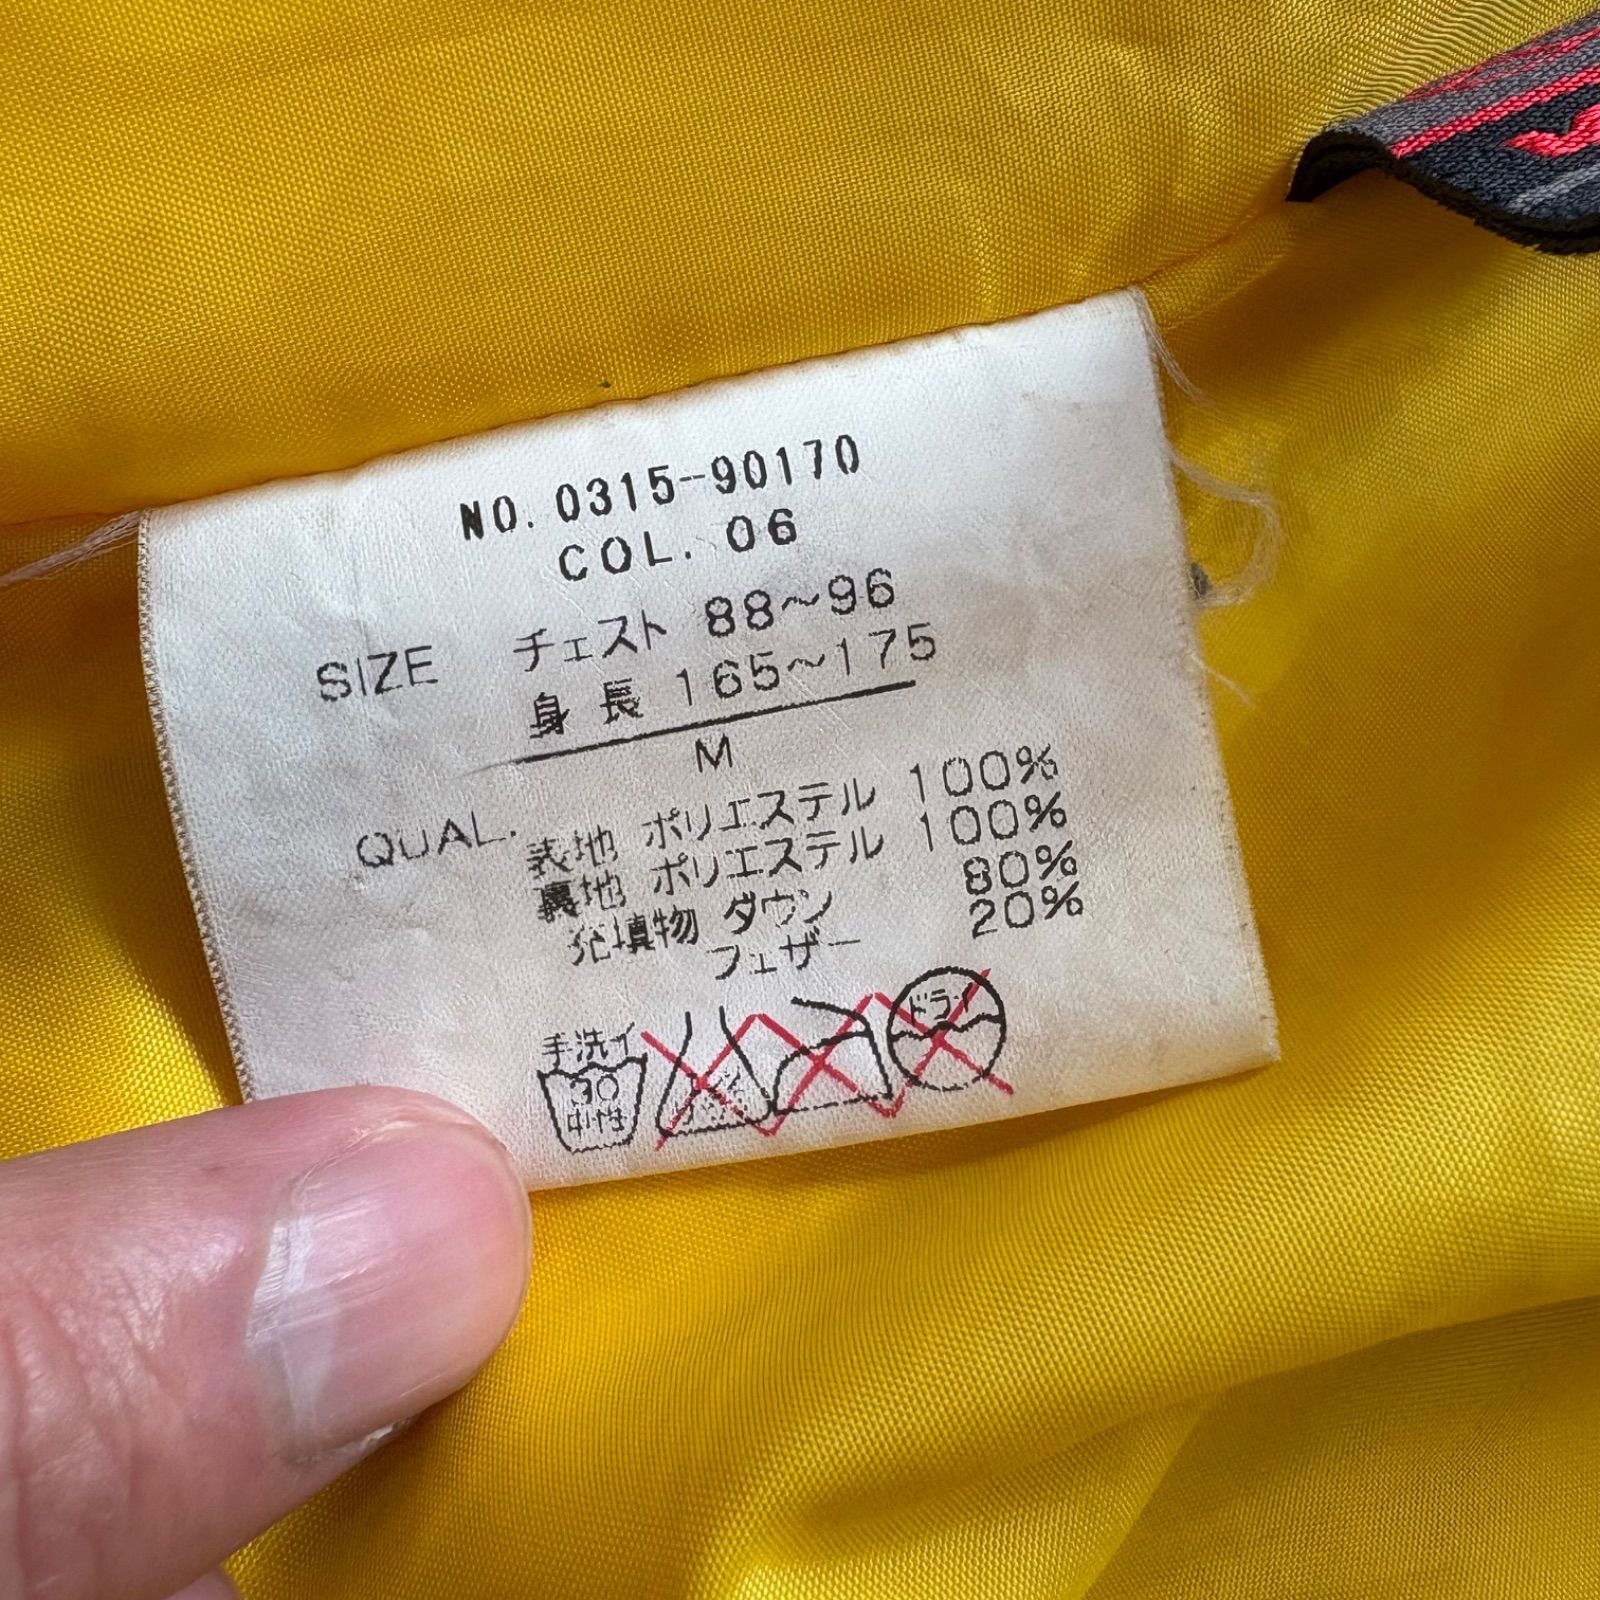 NO. 0315-90170
COL. 06
SIZE チェスト 88~96
身長 165~175
M
QUAL.
表地 ポリエステル 100%
裏地 ポリエステル 100%
充填物 ダウン 80%
フェザー 20%
手洗イ
30
中性
ドライ